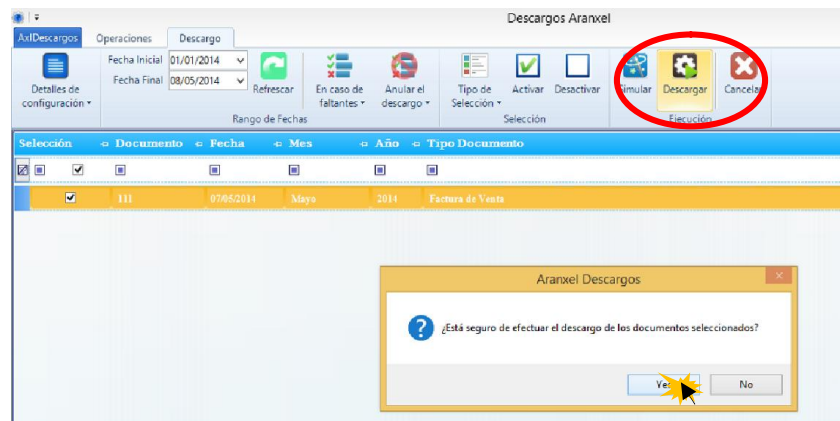 Descargos Aranxel
AxlDescargos Operaciones Descargo
Fecha Inicial 01/01/2014
Fecha Final 08/05/2014
Detalles de
configuración
Refrescar
En caso de
faltantes
Anular el
descargo
Tipo de
Selección
Activar
Desactivar
Simular
Descargar
Cancelar
Rango de Fechas
Selección
Ejecución
Selección Documento Fecha Mes Año Tipo Documento
111 07/05/2014 Mayo 2014 Factura de Venta
Aranxel Descargos
x
?
¿Está seguro de efectuar el descargo de los documentos seleccionados?
Yes No